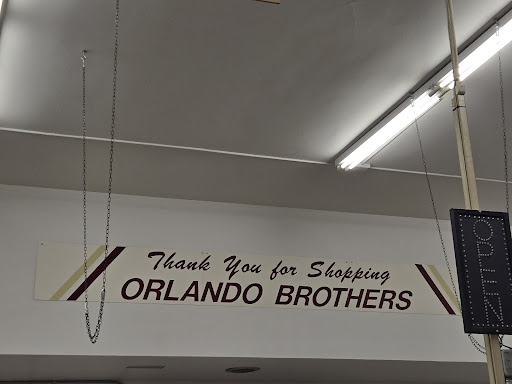 Thank You for Shopping
ORLANDO BROTHERS
OPEN